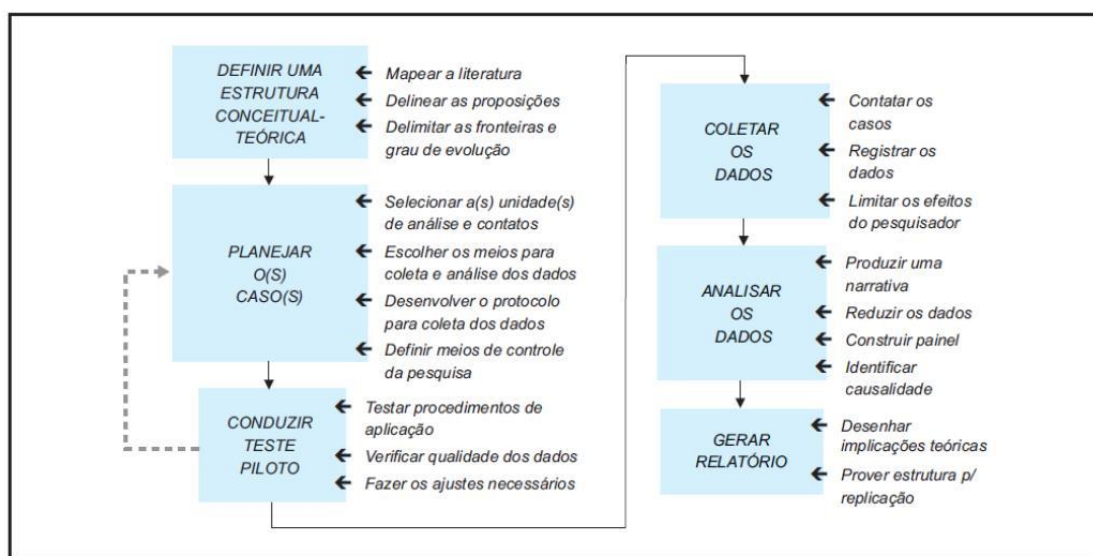 DEFINIR UMA
ESTRUTURA
CONCEITUAL-
TEÓRICA
Mapear a literatura
Delinear as proposições
Delimitar as fronteiras e
grau de evolução
PLANEJAR
O(S)
CASO(S)
Selecionar a(s) unidade(s)
de análise e contatos
Escolher os meios para
coleta e análise dos dados
Desenvolver o protocolo
para coleta dos dados
Definir meios de controle
da pesquisa
CONDUZIR
TESTE
PILOTO
Testar procedimentos de
aplicação
Verificar qualidade dos dados
Fazer os ajustes necessários
COLETAR
OS
DADOS
Contatar os
casos
Registrar os
dados
Limitar os efeitos
do pesquisador
ANALISAR
OS
DADOS
Produzir uma
narrativa
Reduzir os dados
Construir painel
Identificar
causalidade
GERAR
RELATÓRIO
Desenhar
implicações teóricas
Prover estrutura p/
replicação